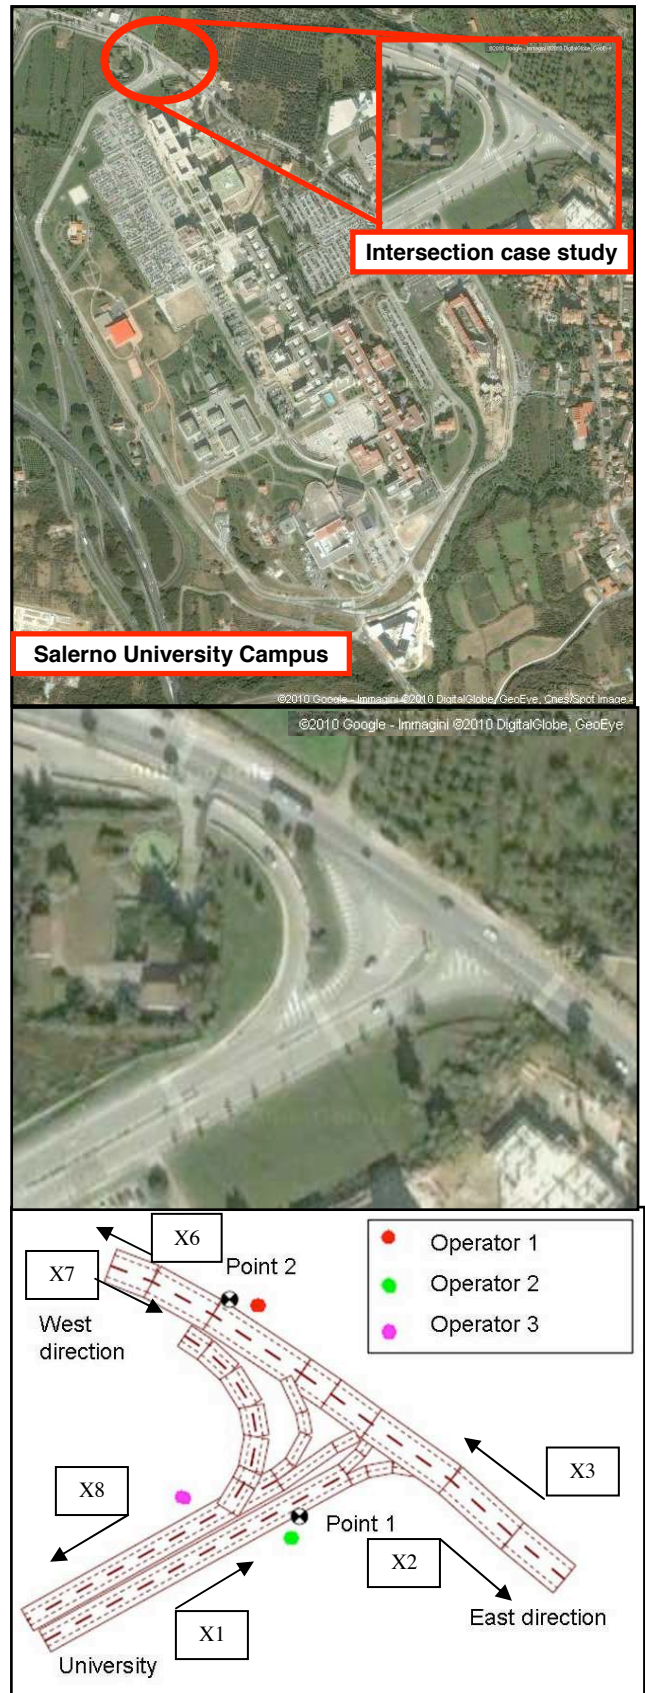 ©2010 Google - Immagini ©2010 DigitalGlobe, GeoEye
Intersection case study
Salerno University Campus
©2010 Google - Immagini ©2010 DigitalGlobe, GeoEye, Cnes/Spot Image
©2010 Google - Immagini ©2010 DigitalGlobe, GeoEye
X6
X7
Point 2
West
direction
Operator 1
Operator 2
Operator 3
X8
X3
Point 1
X2
X1
East direction
University